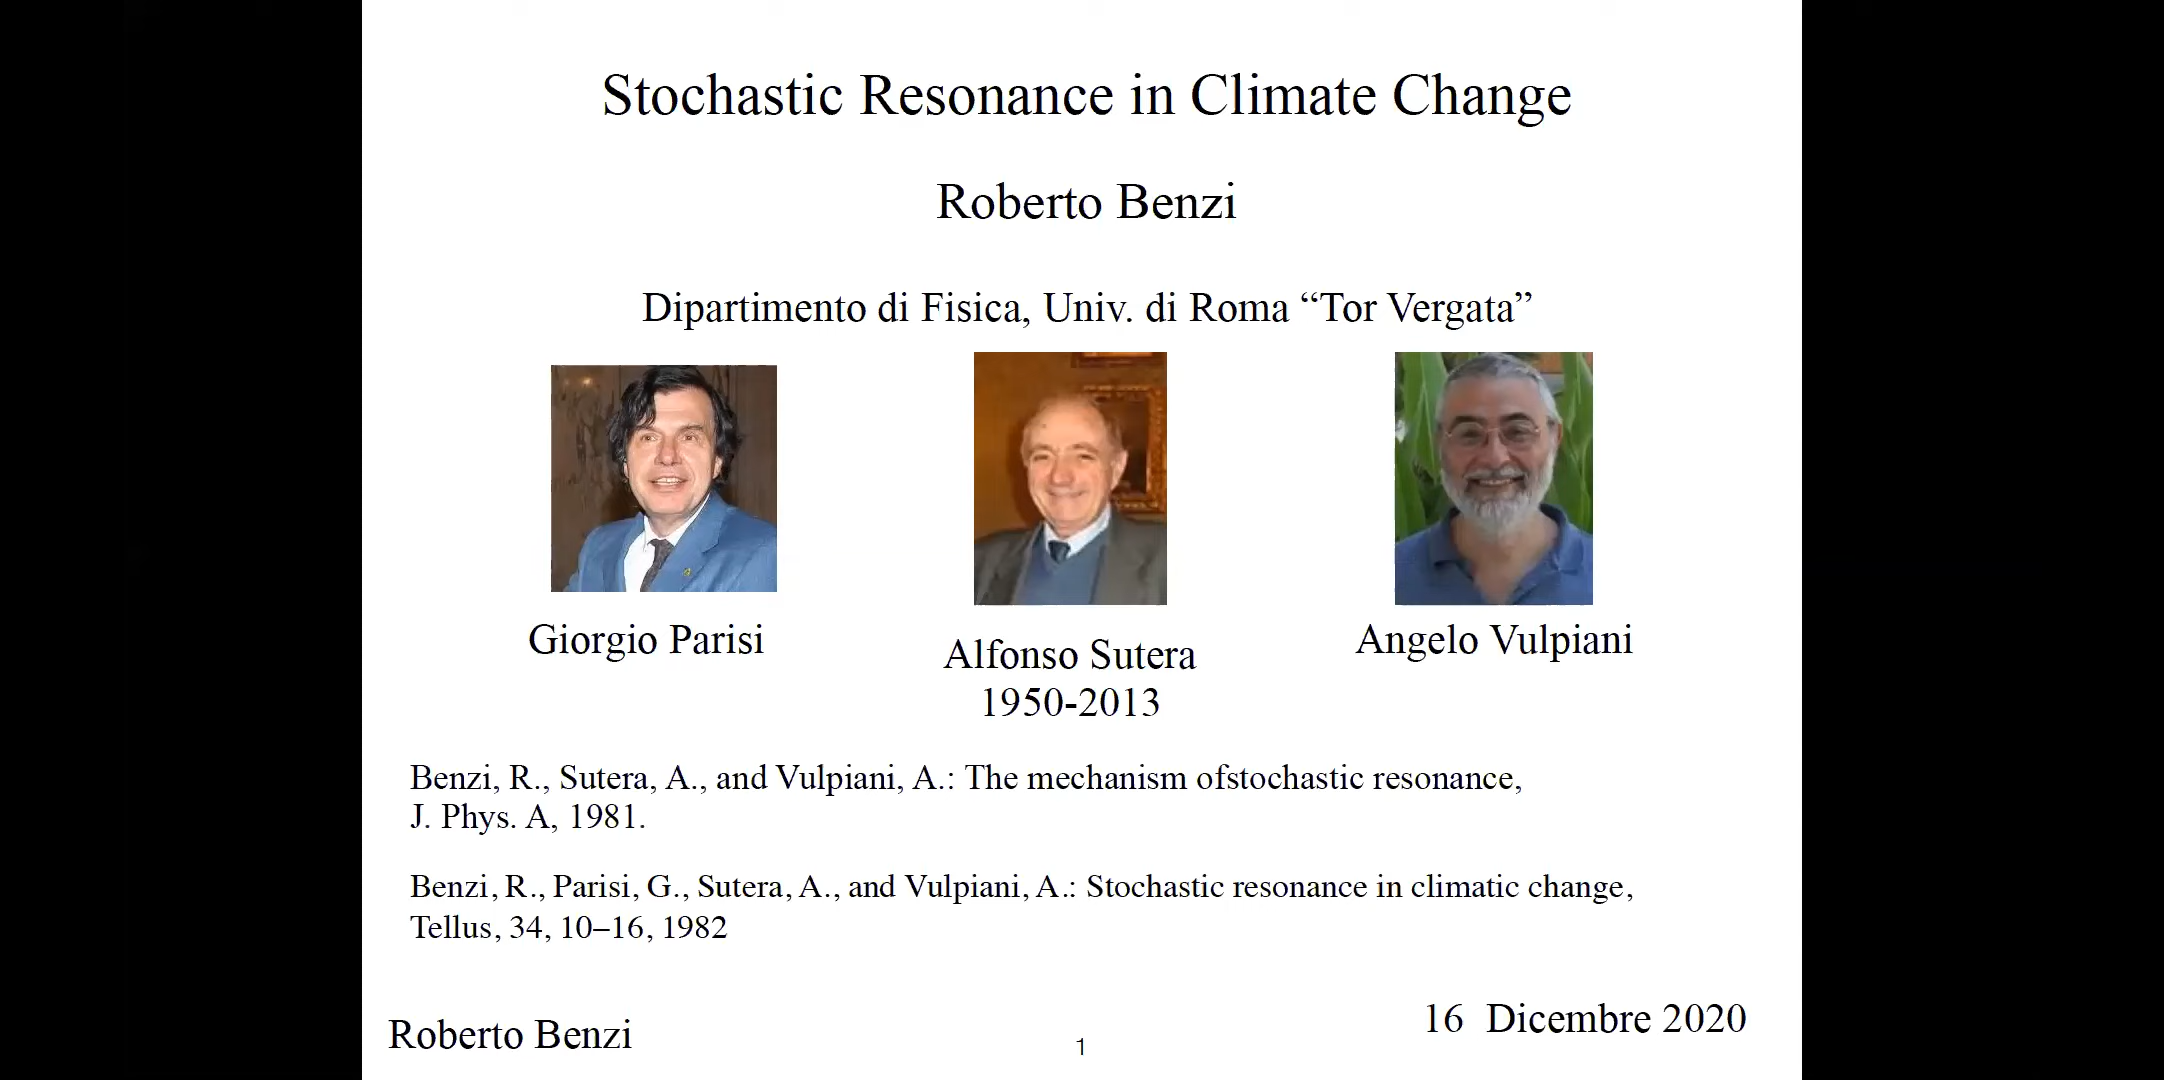 Stochastic Resonance in Climate Change
Roberto Benzi
Dipartimento di Fisica, Univ. di Roma “Tor Vergata”
Giorgio Parisi
Alfonso Sutera
1950-2013
Angelo Vulpiani
Benzi, R., Sutera, A., and Vulpiani, A.: The mechanism ofstochastic resonance,
J. Phys. A, 1981.
Benzi, R., Parisi, G., Sutera, A., and Vulpiani, A.: Stochastic resonance in climatic change,
Tellus, 34, 10–16, 1982
Roberto Benzi
1
16 Dicembre 2020